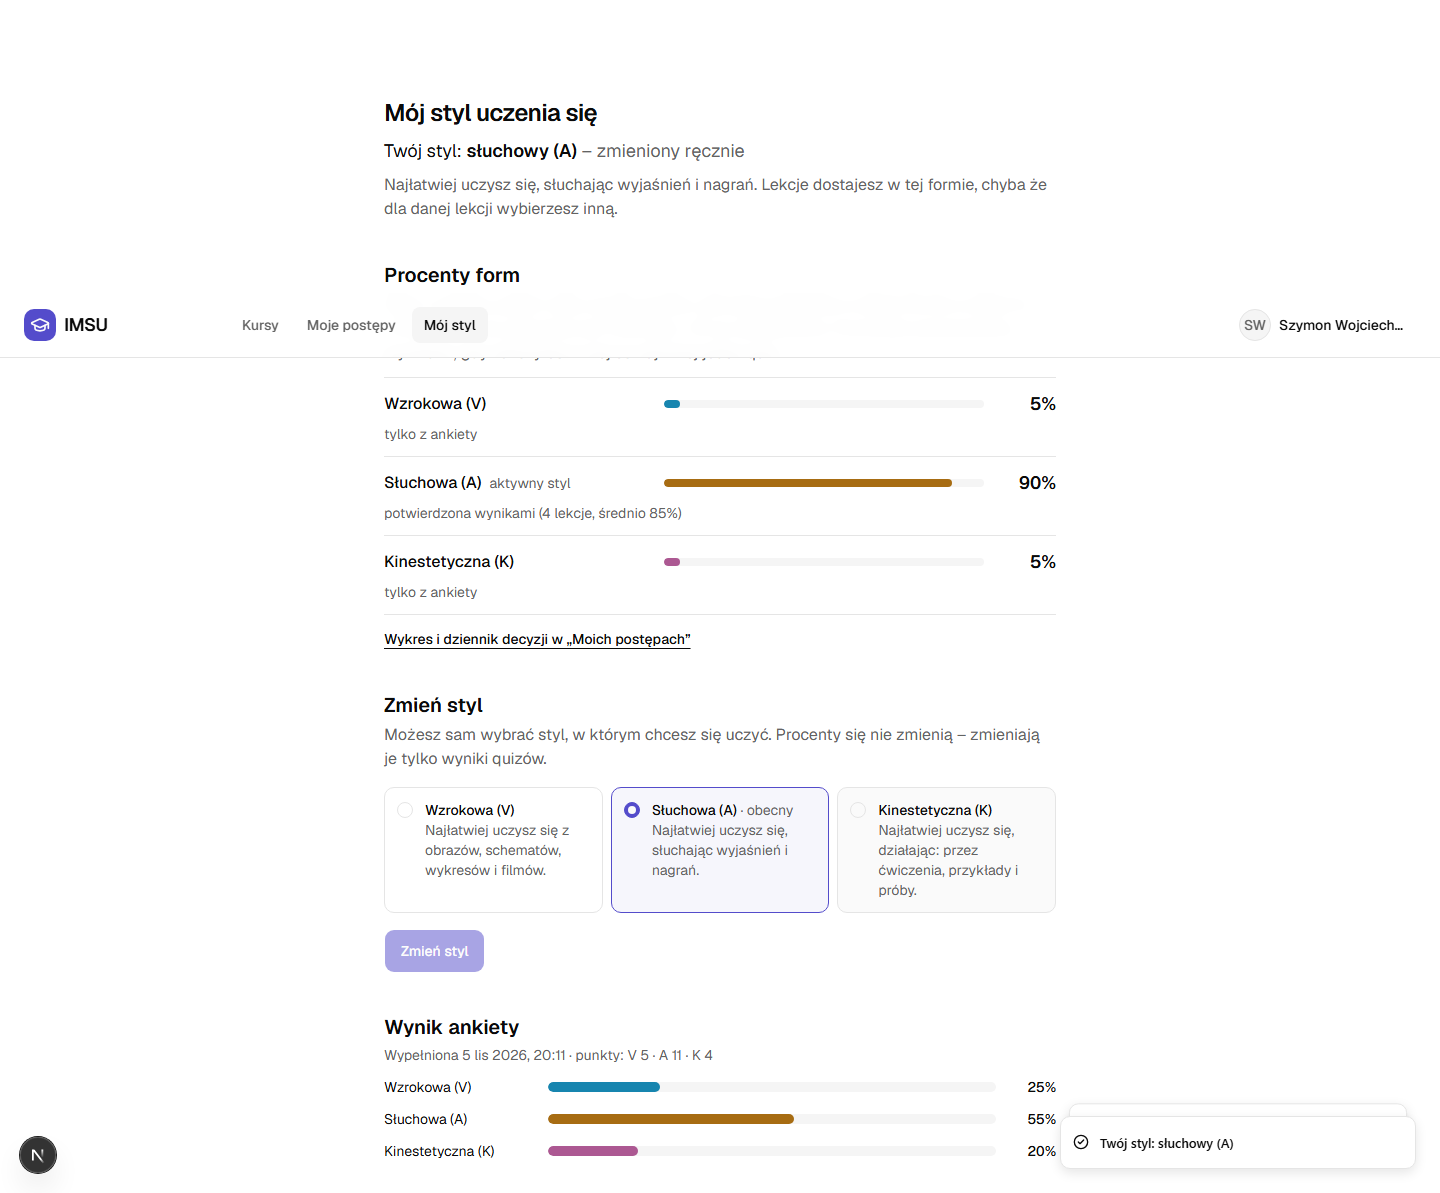 Mój styl uczenia się
Twój styl: słuchowy (A) – zmieniony ręcznie
Najłatwiej uczysz się, słuchając wyjaśnień i nagrań. Lekcje dostajesz w tej formie, chyba że
dla danej lekcji wybierzesz inną.
Procenty form
IMSU
Kursy
Moje postępy
Mój styl
SW
Szymon Wojciech…
Wzrokowa (V)
5%
tylko z ankiety
Słuchowa (A) aktywny styl
90%
potwierdzona wynikami (4 lekcje, średnio 85%)
Kinestetyczna (K)
5%
tylko z ankiety
Wykres i dziennik decyzji w „Moich postępach”
Zmień styl
Możesz sam wybrać styl, w którym chcesz się uczyć. Procenty się nie zmienią – zmieniają
je tylko wyniki quizów.
Wzrokowa (V)
Najłatwiej uczysz się z
obrazów, schematów,
wykresów i filmów.
Słuchowa (A) · obecny
Najłatwiej uczysz się,
słuchając wyjaśnień i
nagrań.
Kinestetyczna (K)
Najłatwiej uczysz się,
działając: przez
ćwiczenia, przykłady i
próby.
Zmień styl
Wynik ankiety
Wypełniona 5 lis 2026, 20:11 · punkty: V 5 · A 11 · K 4
Wzrokowa (V)
25%
Słuchowa (A)
55%
Kinestetyczna (K)
20%
Twój styl: słuchowy (A)
N